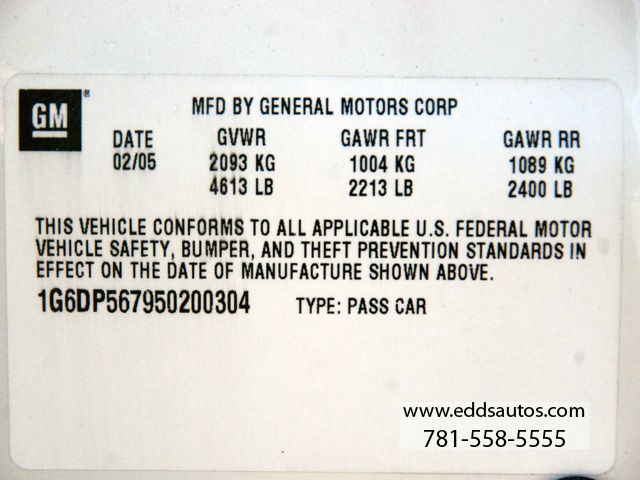 GM®
MFD BY GENERAL MOTORS CORP
DATE GVWR GAWR FRT GAWR RR
02/05 2093 KG 1004 KG 1089 KG
4613 LB 2213 LB 2400 LB
THIS VEHICLE CONFORMS TO ALL APPLICABLE U.S. FEDERAL MOTOR
VEHICLE SAFETY, BUMPER, AND THEFT PREVENTION STANDARDS IN
EFFECT ON THE DATE OF MANUFACTURE SHOWN ABOVE.
1G6DP567950200304 TYPE: PASS CAR
www.eddsautos.com
781-558-5555